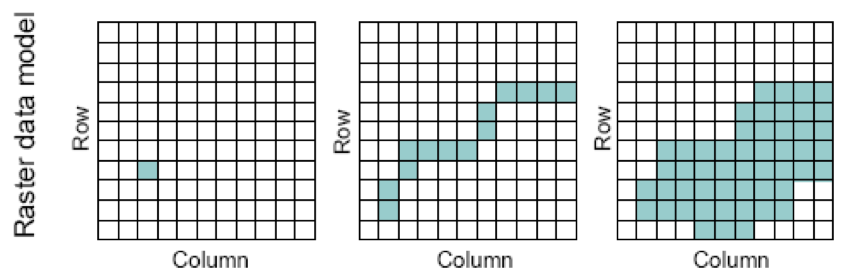 Raster data model
Row
Column
Row
Column
Row
Column